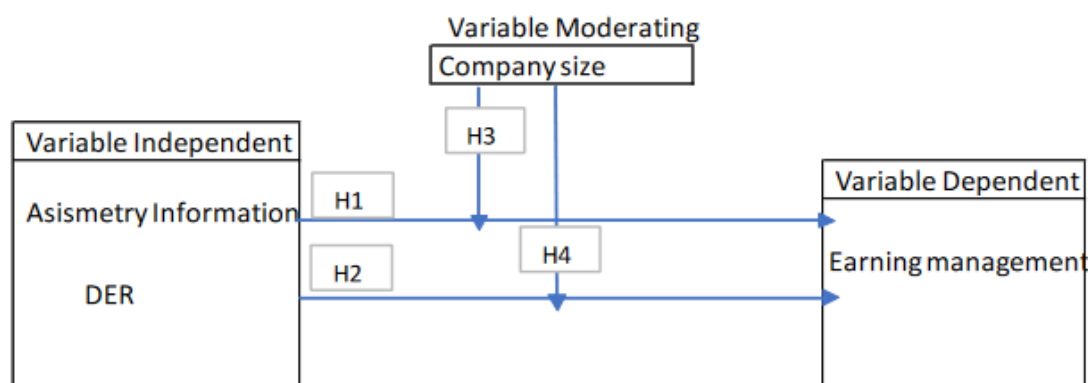 Variable Moderating
Company size
H3
Variable Independent
Variable Dependent
H1
Asismetry Information
H4
Earning management
H2
DER